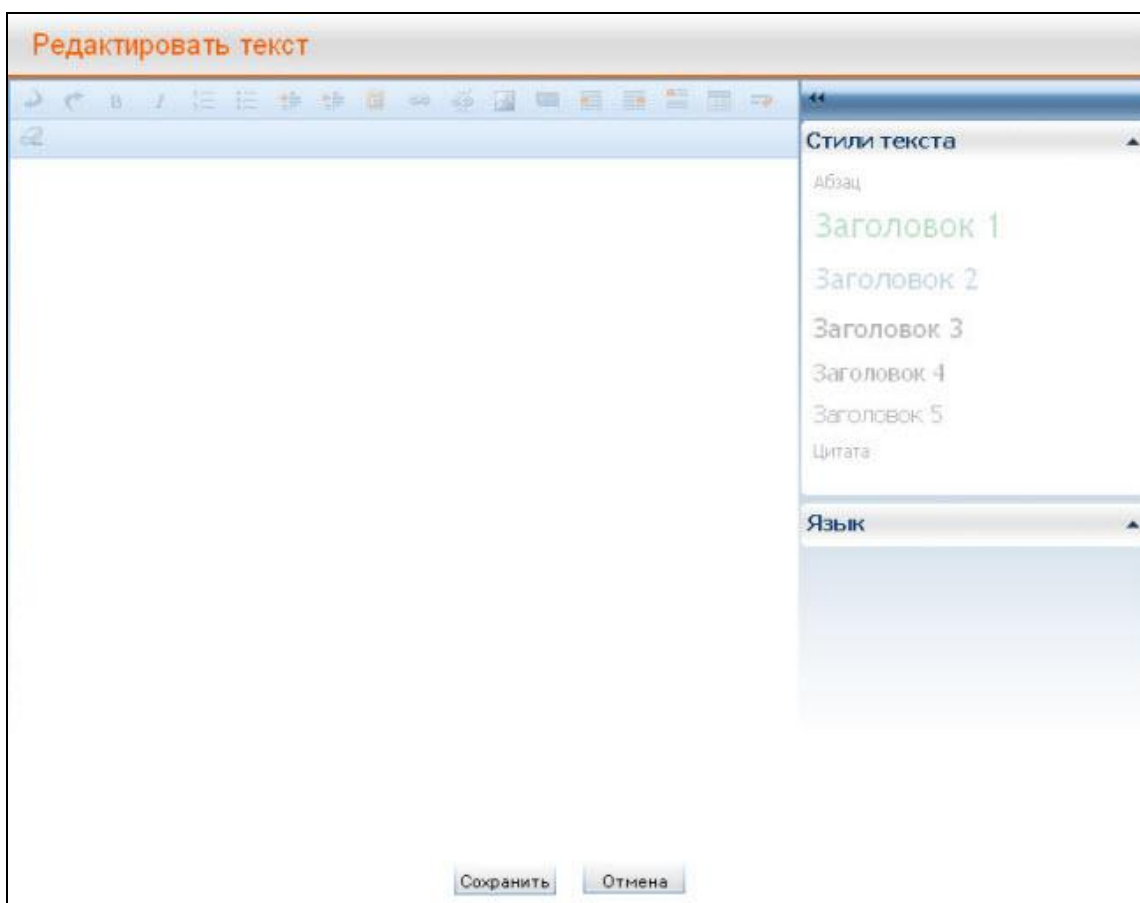 Редактировать текст
Стили текста
Абзац
Заголовок 1
Заголовок 2
Заголовок 3
Заголовок 4
Заголовок 5
Цитата
Язык
Сохранить Отмена